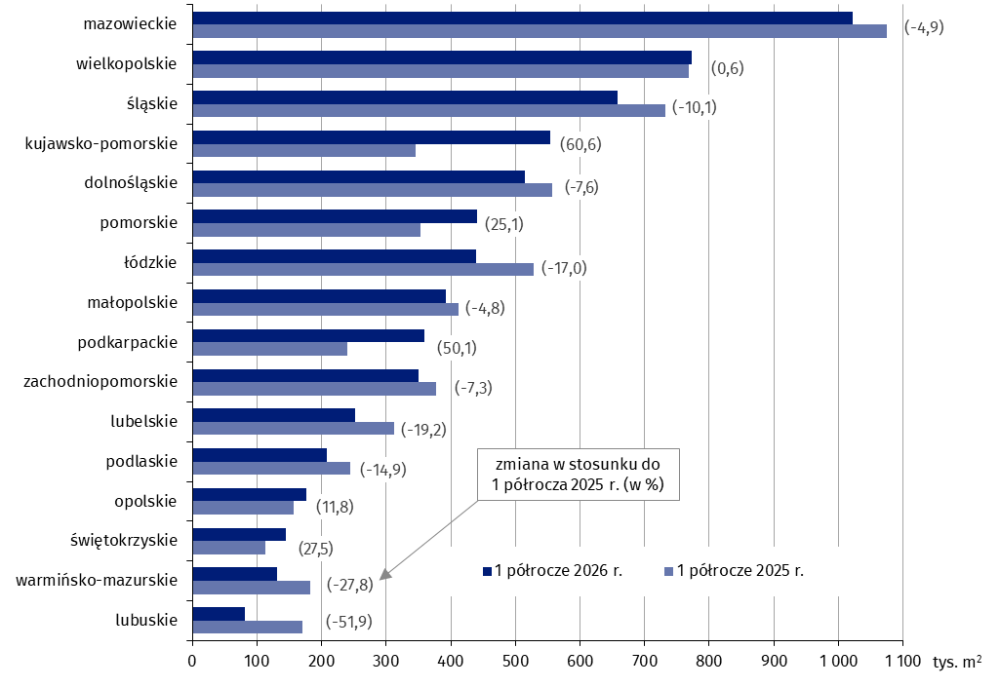 mazowieckie
(-4,9)
wielkopolskie
(0,6)
śląskie
(-10,1)
kujawsko-pomorskie
(60,6)
dolnośląskie
(-7,6)
pomorskie
(25,1)
łódzkie
(-17,0)
małopolskie
(-4,8)
podkarpackie
(50,1)
zachodniopomorskie
(-7,3)
lubelskie
(-19,2)
podlaskie
(-14,9)
zmiana w stosunku do
1 półrocza 2025 r. (w %)
opolskie
(11,8)
świętokrzyskie
(27,5)
1 półrocze 2026 r.
1 półrocze 2025 r.
warmińsko-mazurskie
(-27,8)
lubuskie
(-51,9)
0 100 200 300 400 500 600 700 800 900 1 000 1 100 tys. m²